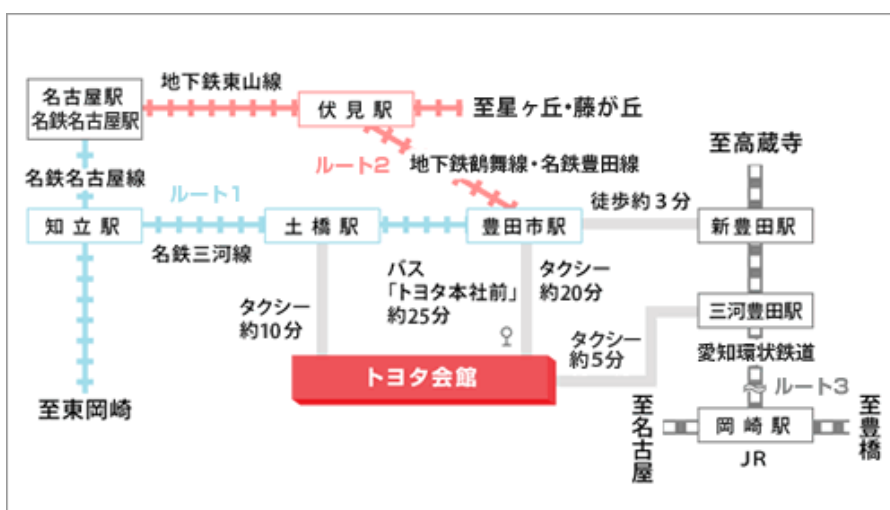 地下鉄東山線
名古屋駅
名鉄名古屋駅
伏見駅
至星ヶ丘・藤が丘
至高蔵寺
ルート2
地下鉄鶴舞線・名鉄豊田線
名鉄名古屋線
ルート1
徒歩約3分
知立駅
土橋駅
豊田市駅
新豊田駅
名鉄三河線
バス
「トヨタ本社前」
約25分
タクシー
約20分
タクシー
約10分
三河豊田駅
タクシー
約5分
愛知環状鉄道
トヨタ会館
ルート3
至東岡崎
至名古屋
岡崎駅
至豊橋
JR